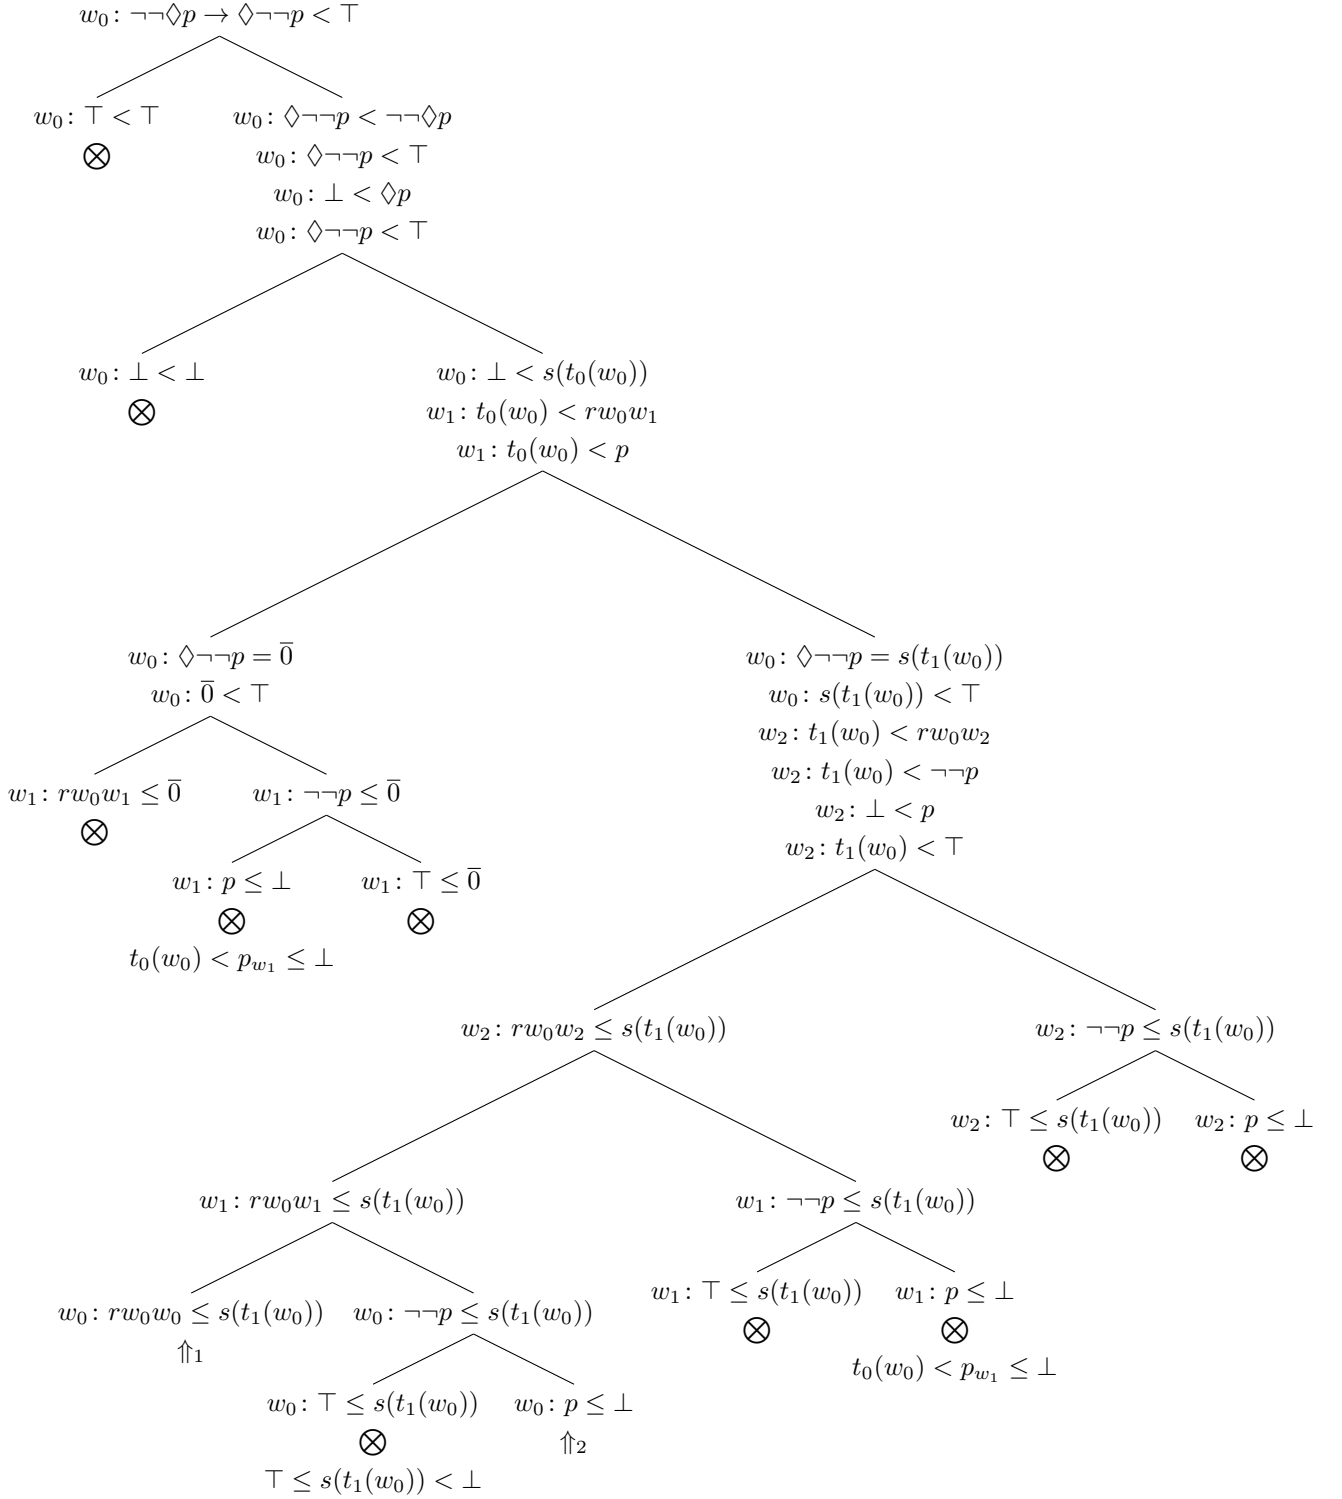 w₀: ¬¬◊p → ◊¬¬p < ⊤
w₀: ⊤ < ⊤
⊗
w₀: ◊¬¬p < ¬¬◊p
w₀: ◊¬¬p < ⊤
w₀: ⊥ < ◊p
w₀: ◊¬¬p < ⊤
w₀: ⊥ < ⊥
⊗
w₀: ⊥ < s(t₀(w₀))
w₁: t₀(w₀) < rw₀w₁
w₁: t₀(w₀) < p
w₀: ◊¬¬p = 0̅
w₀: 0̅ < ⊤
w₁: rw₀w₁ ≤ 0̅
⊗
w₁: ¬¬p ≤ 0̅
w₁: p ≤ ⊥
⊗
t₀(w₀) < p_{w₁} ≤ ⊥
w₁: ⊤ ≤ 0̅
⊗
w₀: ◊¬¬p = s(t₁(w₀))
w₀: s(t₁(w₀)) < ⊤
w₂: t₁(w₀) < rw₀w₂
w₂: t₁(w₀) < ¬¬p
w₂: ⊥ < p
w₂: t₁(w₀) < ⊤
w₂: rw₀w₂ ≤ s(t₁(w₀))
w₂: ¬¬p ≤ s(t₁(w₀))
w₂: ⊤ ≤ s(t₁(w₀))
⊗
w₂: p ≤ ⊥
⊗
w₁: rw₀w₁ ≤ s(t₁(w₀))
w₁: ¬¬p ≤ s(t₁(w₀))
w₁: ⊤ ≤ s(t₁(w₀))
⊗
w₁: p ≤ ⊥
⊗
t₀(w₀) < p_{w₁} ≤ ⊥
w₀: rw₀w₀ ≤ s(t₁(w₀))
⇑₁
w₀: ¬¬p ≤ s(t₁(w₀))
w₀: ⊤ ≤ s(t₁(w₀))
⊗
⊤ ≤ s(t₁(w₀)) < ⊥
w₀: p ≤ ⊥
⇑₂